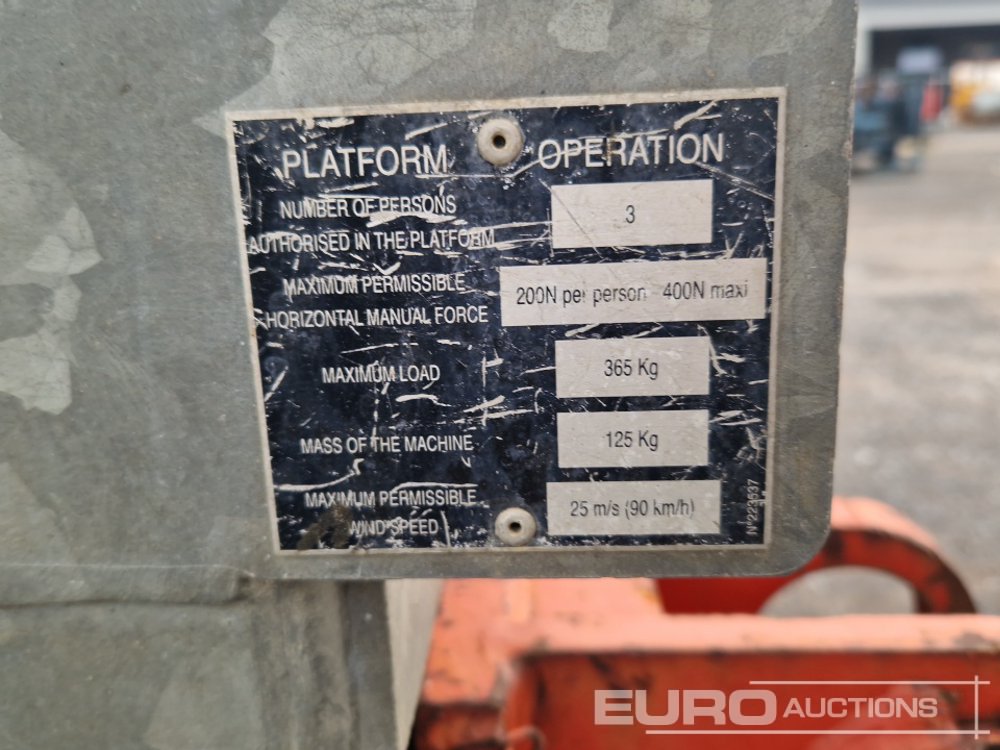 PLATFORM OPERATION
NUMBER OF PERSONS
AUTHORISED IN THE PLATFORM
3
MAXIMUM PERMISSIBLE
HORIZONTAL MANUAL FORCE
200N per person 400N maxi
MAXIMUM LOAD
365 Kg
MASS OF THE MACHINE
125 Kg
MAXIMUM PERMISSIBLE
WIND SPEED
25 m/s (90 km/h)
N°223537
EURO AUCTIONS